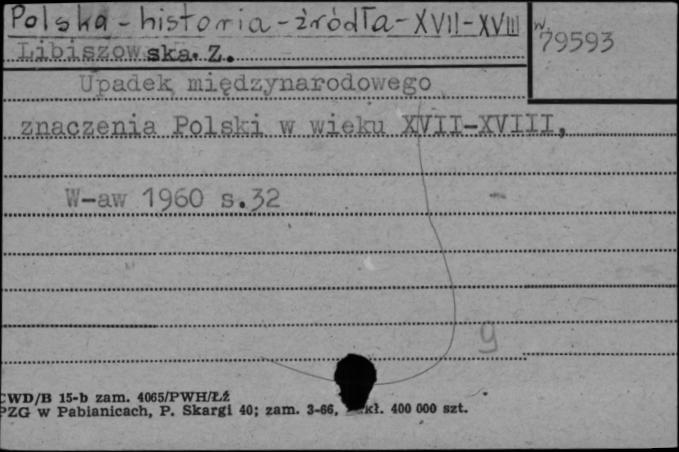 Polska - historia - źródła - XVII - XVIII
W.
79593
Libiszowska. Z.
Upadek międzynarodowego
znaczenia Polski w wieku XVII-XVIII,
W-aw 1960 s.32
g
CWD/B 15-b zam. 4065/PWH/Łź
PZG w Pabianicach, P. Skargi 40; zam. 3-66, kł. 400 000 szt.